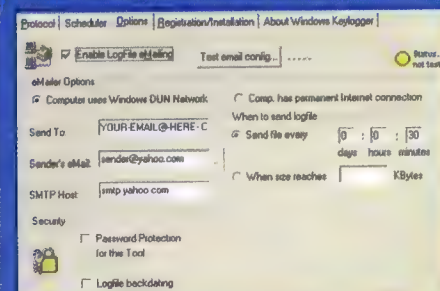 Protocol Scheduler Options Registration/Installation About Windows Keylogger
Enable LogFile eMailing Test email config... ...... Status..
not test
eMailer Options
Computer uses Windows DUN Network Comp. has permanent Internet connection
When to send logfile
Send To YOUR-EMAIL@-HERE-C Send file every 0 : 0 : 30
days hours minutes
Sender's eMail: sender@yahoo.com When size reaches KBytes
SMTP Host smtp yahoo com
Security
Password Protection
for this Tool
Logfile backdating